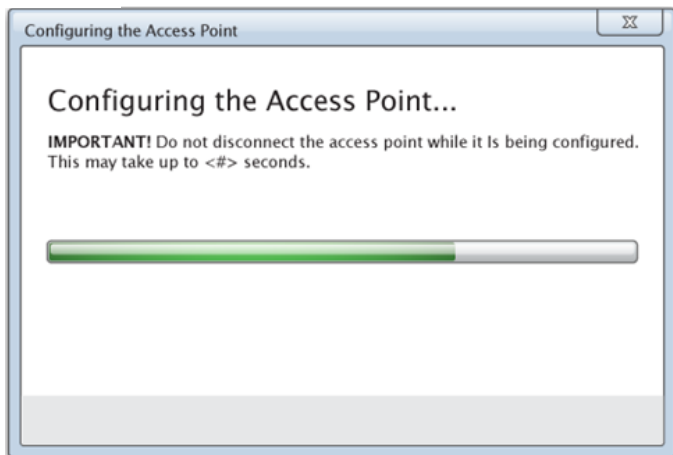 Configuring the Access Point
X
Configuring the Access Point...
IMPORTANT! Do not disconnect the access point while it Is being configured.
This may take up to <#> seconds.